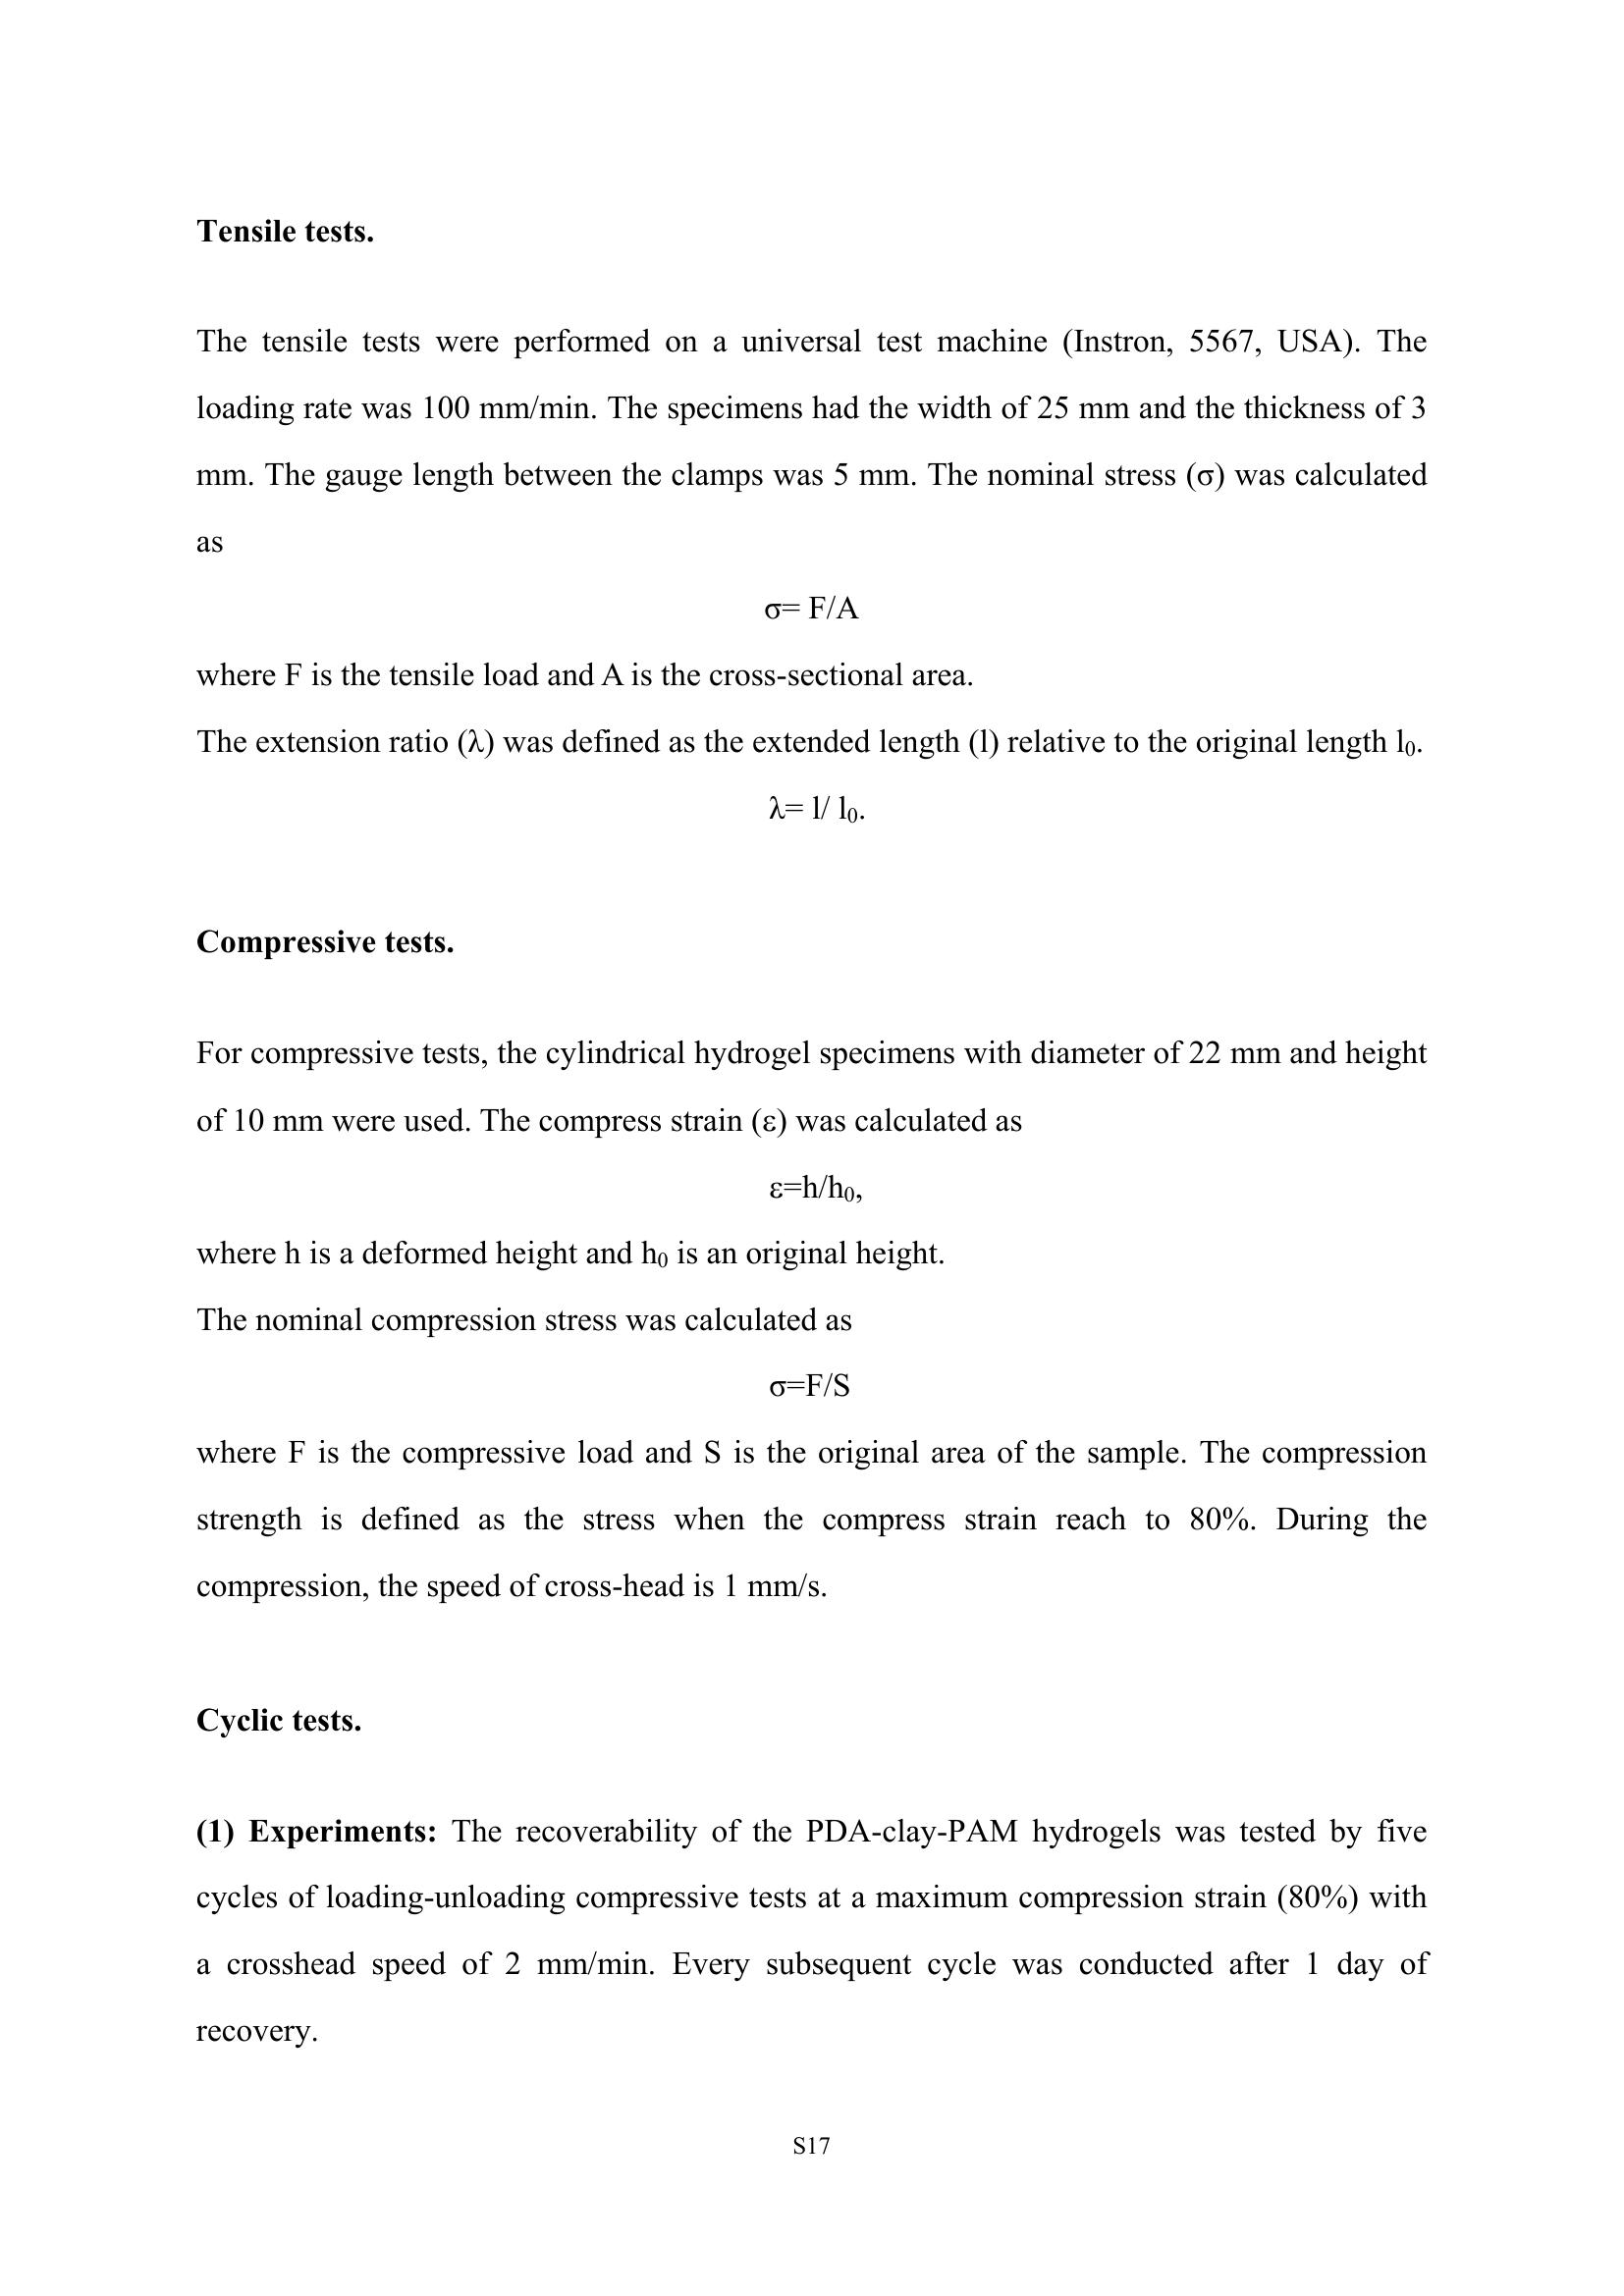 Tensile tests.
The tensile tests were performed on a universal test machine (Instron, 5567, USA). The
loading rate was 100 mm/min. The specimens had the width of 25 mm and the thickness of 3
mm. The gauge length between the clamps was 5 mm. The nominal stress (σ) was calculated
as
σ= F/A
where F is the tensile load and A is the cross-sectional area.
The extension ratio (λ) was defined as the extended length (l) relative to the original length l₀.
λ= l/ l₀.
Compressive tests.
For compressive tests, the cylindrical hydrogel specimens with diameter of 22 mm and height
of 10 mm were used. The compress strain (ε) was calculated as
ε=h/h₀,
where h is a deformed height and h₀ is an original height.
The nominal compression stress was calculated as
σ=F/S
where F is the compressive load and S is the original area of the sample. The compression
strength is defined as the stress when the compress strain reach to 80%. During the
compression, the speed of cross-head is 1 mm/s.
Cyclic tests.
(1) Experiments: The recoverability of the PDA-clay-PAM hydrogels was tested by five
cycles of loading-unloading compressive tests at a maximum compression strain (80%) with
a crosshead speed of 2 mm/min. Every subsequent cycle was conducted after 1 day of
recovery.
S17